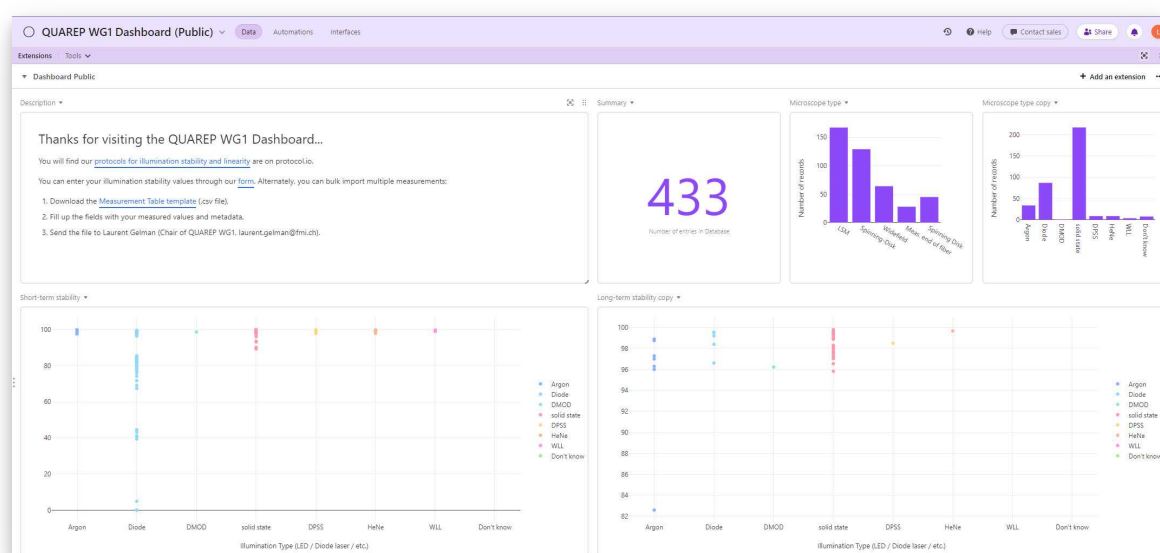 QUAREP WG1 Dashboard (Public)
Data
Automations
Interfaces
Help
Contact sales
Share
Extensions
Tools
Dashboard Public
+ Add an extension
Description
Thanks for visiting the QUAREP WG1 Dashboard...
You will find our protocols for illumination stability and linearity are on protocol.io.
You can enter your illumination stability values through our form. Alternately, you can bulk import multiple measurements:
1. Download the Measurement Table template (.csv file).
2. Fill up the fields with your measured values and metadata.
3. Send the file to Laurent Gelman (Chair of QUAREP WG1. laurent.gelman@fmi.ch).
Summary
433
Number of entries in Database
Microscope type
Number of records
150
100
50
0
LSM
Spinning-Disk
Widefield
Meas. end of fiber
Spinning Disk
Microscope type copy
Number of records
200
150
100
50
0
Argon
Diode
DMOD
solid state
DPSS
HeNe
WLL
Don't know
Short-term stability
100
80
60
40
20
0
Argon
Diode
DMOD
solid state
DPSS
HeNe
WLL
Don't know
Illumination Type (LED / Diode laser / etc.)
Argon
Diode
DMOD
solid state
DPSS
HeNe
WLL
Don't know
Long-term stability copy
100
98
96
94
92
90
88
86
84
82
Argon
Diode
DMOD
solid state
DPSS
HeNe
WLL
Don't know
Illumination Type (LED / Diode laser / etc.)
Argon
Diode
DMOD
solid state
DPSS
HeNe
WLL
Don't know